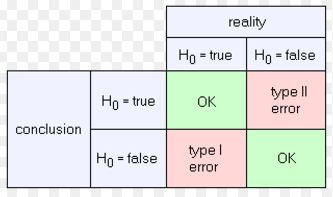 reality
H₀ = true H₀ = false
conclusion
H₀ = true OK type II error
H₀ = false type I error OK